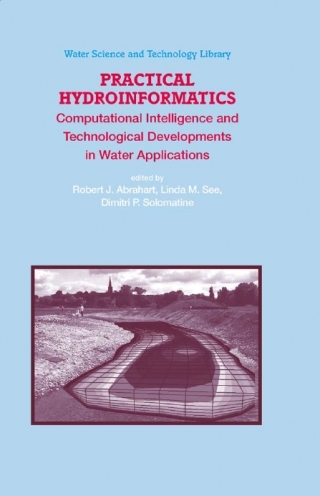 Water Science and Technology Library
PRACTICAL
HYDROINFORMATICS
Computational Intelligence and
Technological Developments
in Water Applications
edited by
Robert J. Abrahart, Linda M. See,
Dimitri P. Solomatine